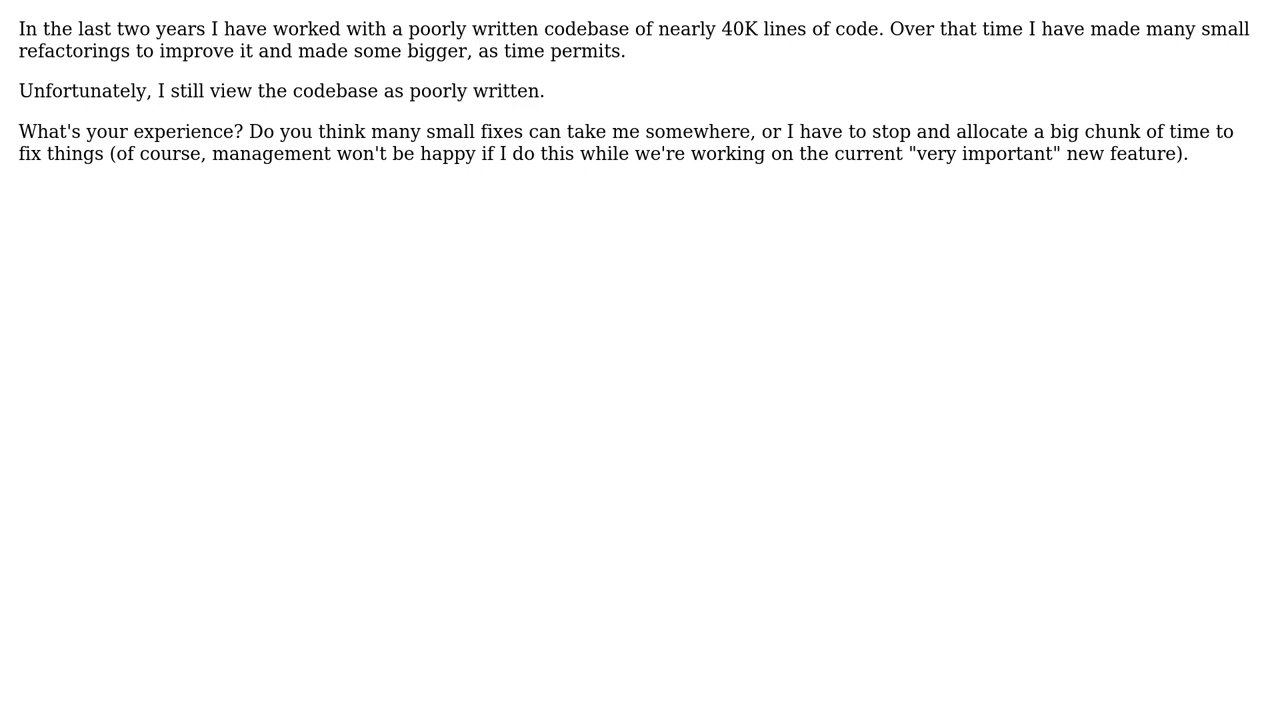 In the last two years I have worked with a poorly written codebase of nearly 40K lines of code. Over that time I have made many small
refactorings to improve it and made some bigger, as time permits.
Unfortunately, I still view the codebase as poorly written.
What's your experience? Do you think many small fixes can take me somewhere, or I have to stop and allocate a big chunk of time to
fix things (of course, management won't be happy if I do this while we're working on the current "very important" new feature).